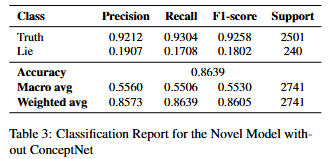 Class Precision Recall F1-score Support
Truth 0.9212 0.9304 0.9258 2501
Lie 0.1907 0.1708 0.1802 240
Accuracy 0.8639
Macro avg 0.5560 0.5506 0.5530 2741
Weighted avg 0.8573 0.8639 0.8605 2741
Table 3: Classification Report for the Novel Model with-
out ConceptNet